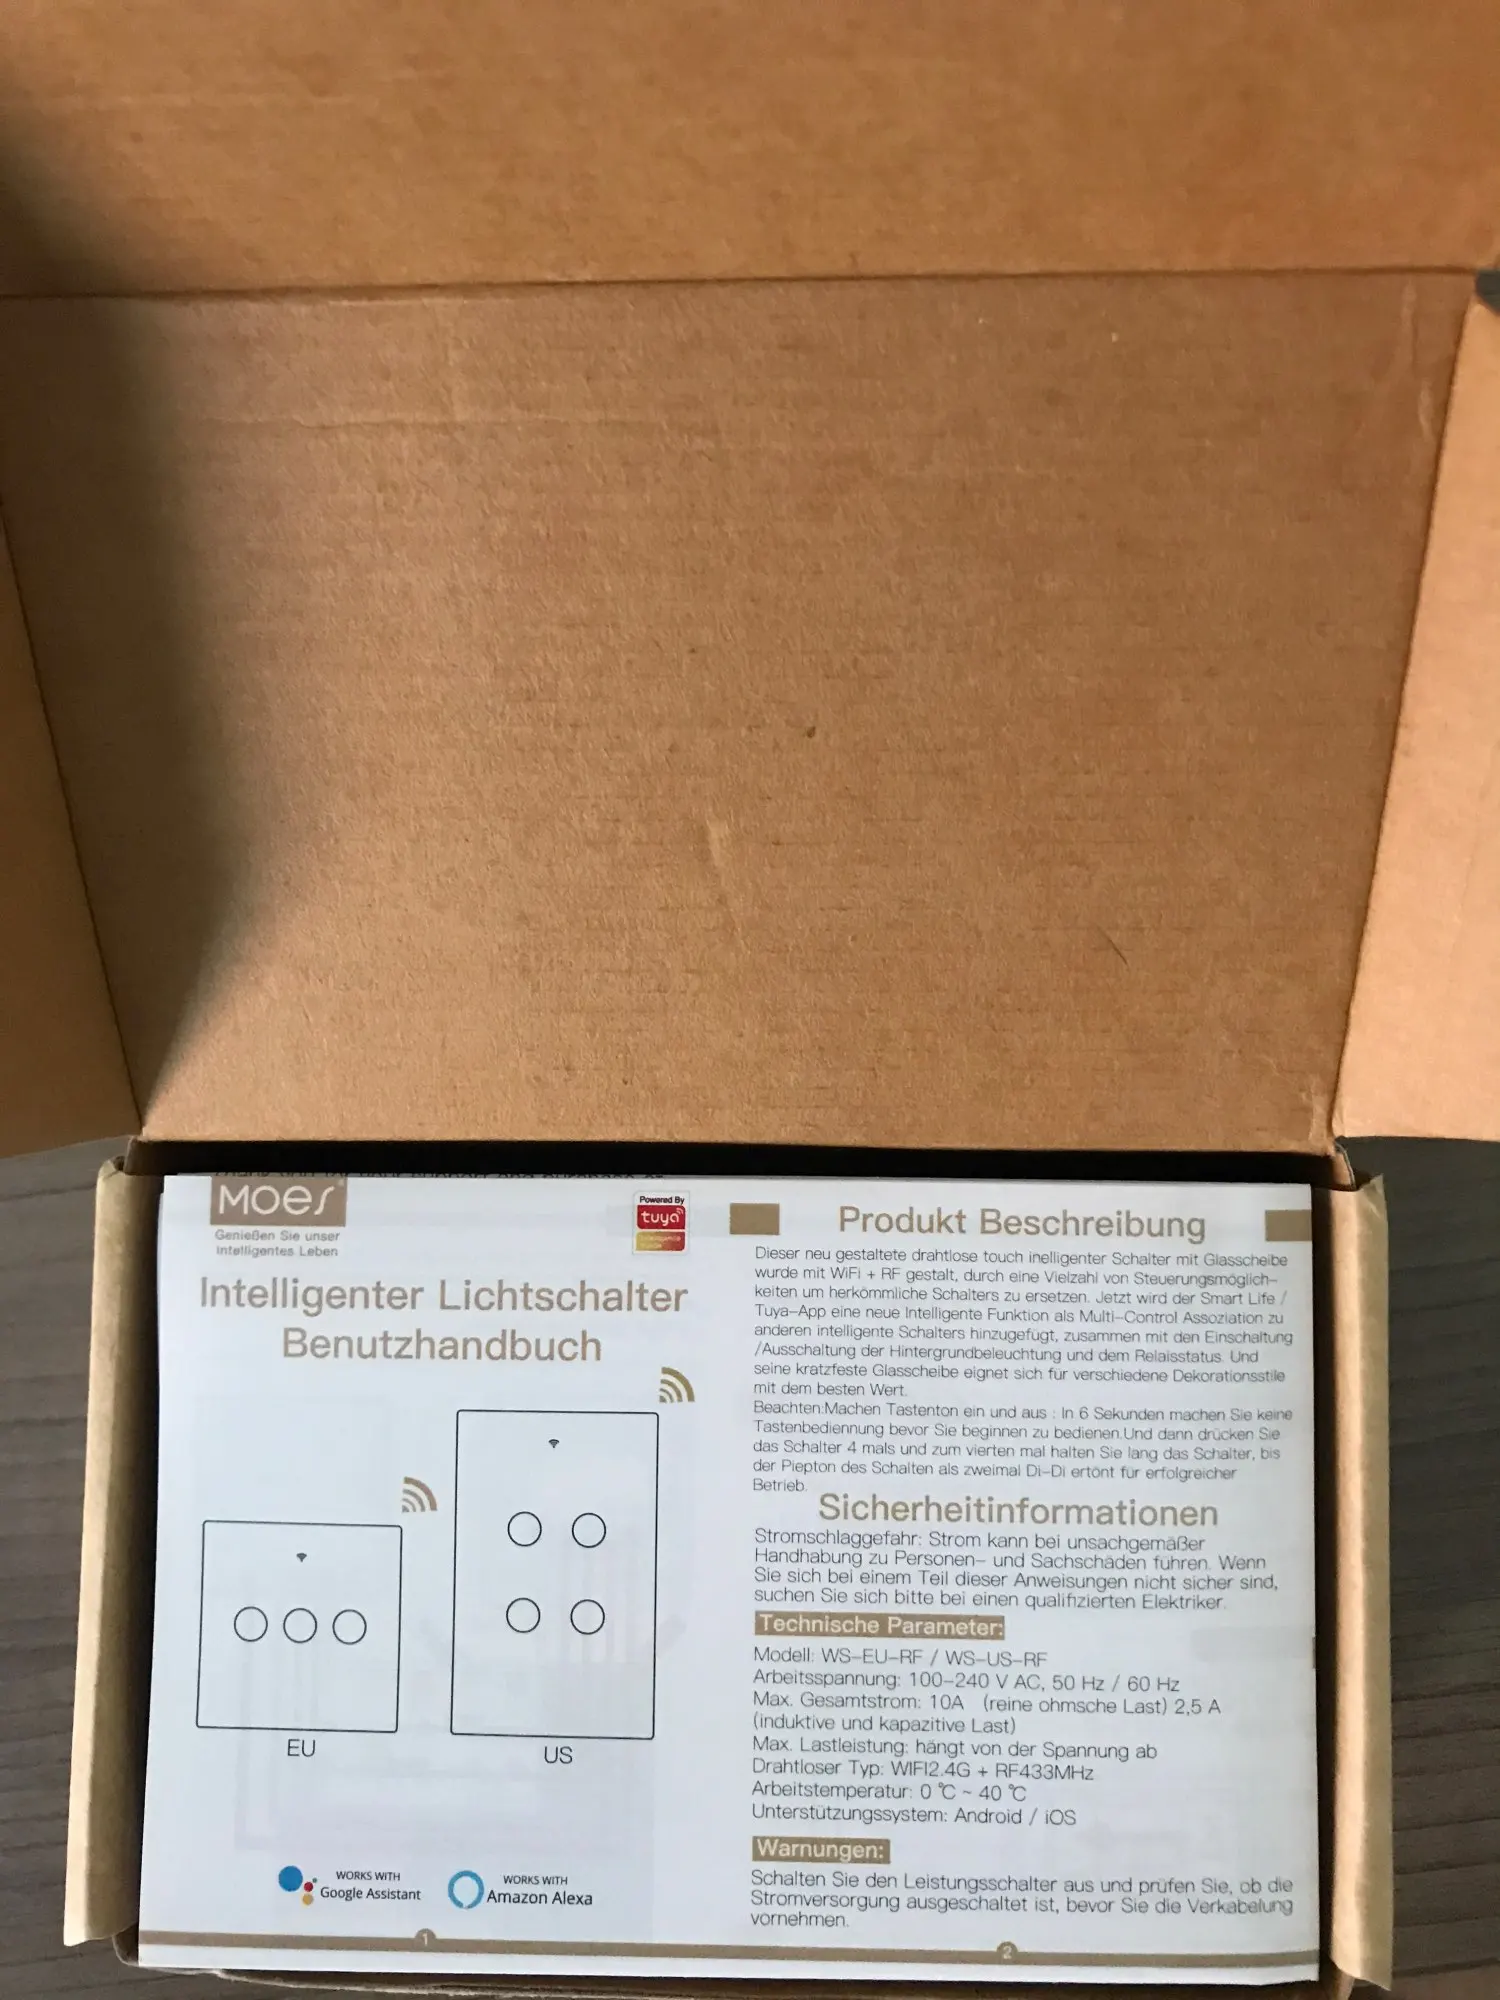 MOes
Genießen Sie unser
Intelligentes Leben
Powered By
tuya
Intelligenter Lichtschalter
Benutzhandbuch
EU
US
WORKS WITH
Google Assistant
WORKS WITH
Amazon Alexa
1
Produkt Beschreibung
Dieser neu gestaltete drahtlose touch inelligenter Schalter mit Glasscheibe
wurde mit WiFi + RF gestalt, durch eine Vielzahl von Steuerungsmöglich-
keiten um herkömmliche Schalters zu ersetzen. Jetzt wird der Smart Life /
Tuya-App eine neue Intelligente Funktion als Multi-Control Assoziation zu
anderen intelligente Schalters hinzugefügt, zusammen mit den Einschaltung
/Ausschaltung der Hintergrundbeleuchtung und dem Relaisstatus. Und
seine kratzfeste Glasscheibe eignet sich für verschiedene Dekorationsstile
mit dem besten Wert.
Beachten:Machen Tastenton ein und aus : In 6 Sekunden machen Sie keine
Tastenbediennung bevor Sie beginnen zu bedienen.Und dann drücken Sie
das Schalter 4 mals und zum vierten mal halten Sie lang das Schalter, bis
der Piepton des Schalten als zweimal Di-Di ertönt für erfolgreicher
Betrieb.
Sicherheitinformationen
Stromschlaggefahr: Strom kann bei unsachgemäßer
Handhabung zu Personen- und Sachschäden führen. Wenn
Sie sich bei einem Teil dieser Anweisungen nicht sicher sind,
suchen Sie sich bitte bei einen qualifizierten Elektriker.
Technische Parameter:
Modell: WS-EU-RF / WS-US-RF
Arbeitsspannung: 100-240 V AC, 50 Hz / 60 Hz
Max. Gesamtstrom: 10A (reine ohmsche Last) 2,5 A
(induktive und kapazitive Last)
Max. Lastleistung: hängt von der Spannung ab
Drahtloser Typ: WIFI2.4G + RF433MHz
Arbeitstemperatur: 0 ℃ ~ 40 ℃
Unterstützungssystem: Android / iOS
Warnungen:
Schalten Sie den Leistungsschalter aus und prüfen Sie, ob die
Stromversorgung ausgeschaltet ist, bevor Sie die Verkabelung
vornehmen.
2